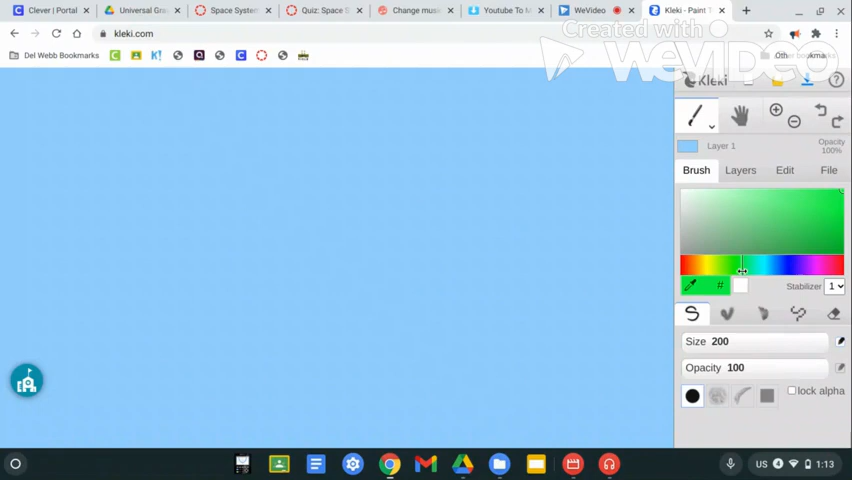 Clever | Portal
Universal Gra
Space System
Quiz: Space S
Change musi
Youtube To M
WeVideo
Kleki - Paint T
kleki.com
Created with
WeVideo
Del Webb Bookmarks
K!
Other bookmarks
Kleki
Layer 1
Opacity
100%
Brush
Layers
Edit
File
#
Stabilizer
1
Size 200
Opacity 100
lock alpha
US
4
1:13